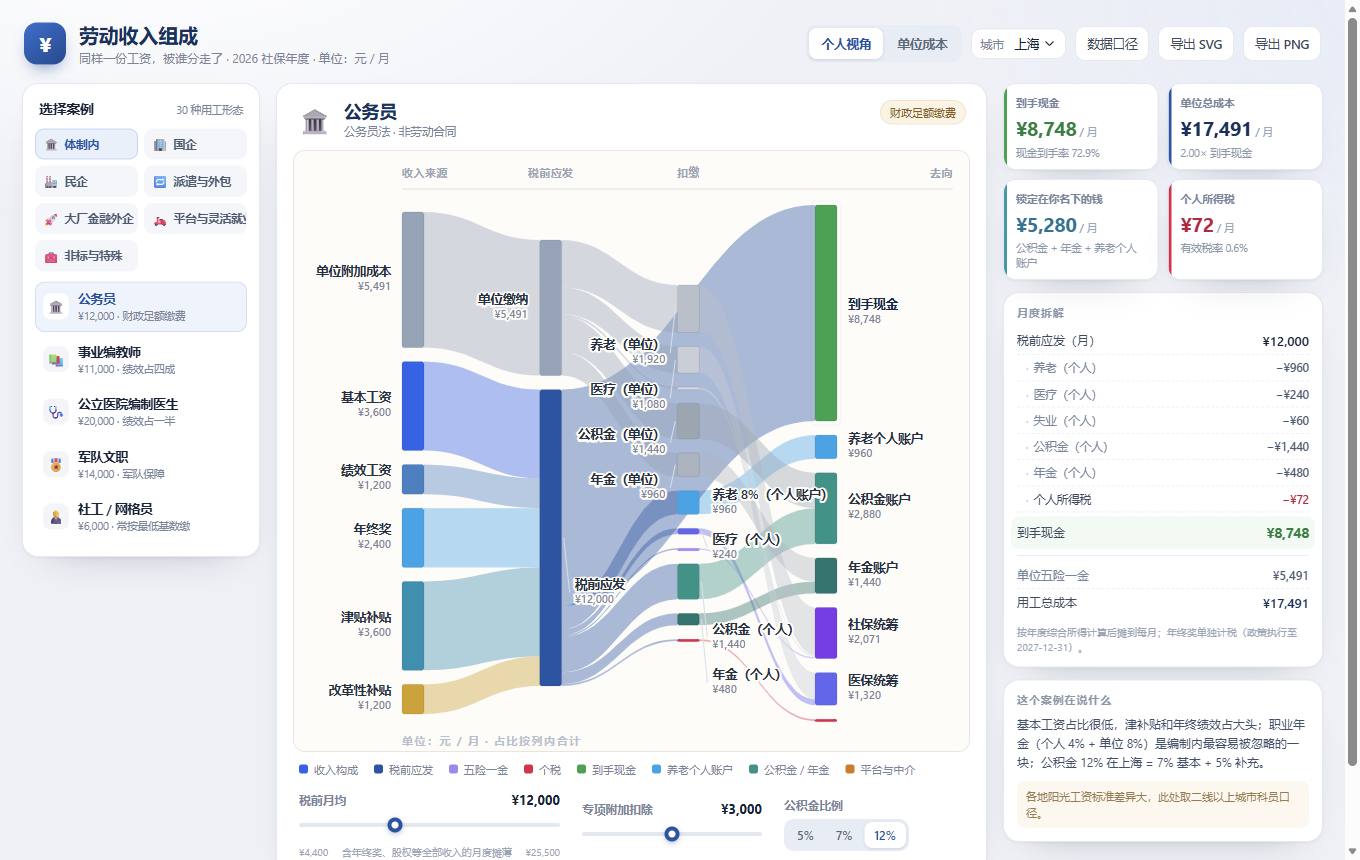 ¥
劳动收入组成
同样一份工资，被谁分走了 · 2026 社保年度 · 单位：元 / 月
个人视角
单位成本
城市 上海
数据口径
导出 SVG
导出 PNG
选择案例
30 种用工形态
体制内
国企
民企
派遣与外包
大厂金融外企
平台与灵活就业
非标与特殊
公务员
¥12,000 · 财政足额缴费
事业编教师
¥11,000 · 绩效占四成
公立医院编制医生
¥20,000 · 绩效占一半
军队文职
¥14,000 · 军队保障
社工 / 网格员
¥6,000 · 常按最低基数缴
公务员
公务员法 · 非劳动合同
财政足额缴费
收入来源
税前应发
扣缴
去向
单位附加成本
¥5,491
基本工资
¥3,600
绩效工资
¥1,200
年终奖
¥2,400
津贴补贴
¥3,600
改革性补贴
¥1,200
单位缴纳
¥5,491
税前应发
¥12,000
养老（单位）
¥1,920
医疗（单位）
¥1,080
公积金（单位）
¥1,440
年金（单位）
¥960
养老 8%（个人账户）
¥960
医疗（个人）
¥240
公积金（个人）
¥1,440
年金（个人）
¥480
到手现金
¥8,748
养老个人账户
¥960
公积金账户
¥2,880
年金账户
¥1,440
社保统筹
¥2,071
医保统筹
¥1,320
单位：元 / 月 · 占比按列内合计
收入构成
税前应发
五险一金
个税
到手现金
养老个人账户
公积金 / 年金
平台与中介
税前月均
¥12,000
¥4,400
含年终奖、股权等全部收入的月度摊薄
¥25,500
专项附加扣除
¥3,000
公积金比例
5%
7%
12%
到手现金
¥8,748 / 月
现金到手率 72.9%
单位总成本
¥17,491 / 月
2.00× 到手现金
锁定在你名下的钱
¥5,280 / 月
公积金 + 年金 + 养老个人
账户
个人所得税
¥72 / 月
有效税率 0.6%
月度拆解
税前应发（月） ¥12,000
· 养老（个人） −¥960
· 医疗（个人） −¥240
· 失业（个人） −¥60
· 公积金（个人） −¥1,440
· 年金（个人） −¥480
· 个人所得税 −¥72
到手现金 ¥8,748
单位五险一金 ¥5,491
用工总成本 ¥17,491
按年度综合所得计算后摊到每月；年终奖单独计税（政策执行至
2027-12-31）。
这个案例在说什么
基本工资占比很低，津补贴和年终绩效占大头；职业年
金（个人 4% + 单位 8%）是编制内最容易被忽略的一
块；公积金 12% 在上海 = 7% 基本 + 5% 补充。
各地阳光工资标准差异大，此处取二线以上城市科员口
径。